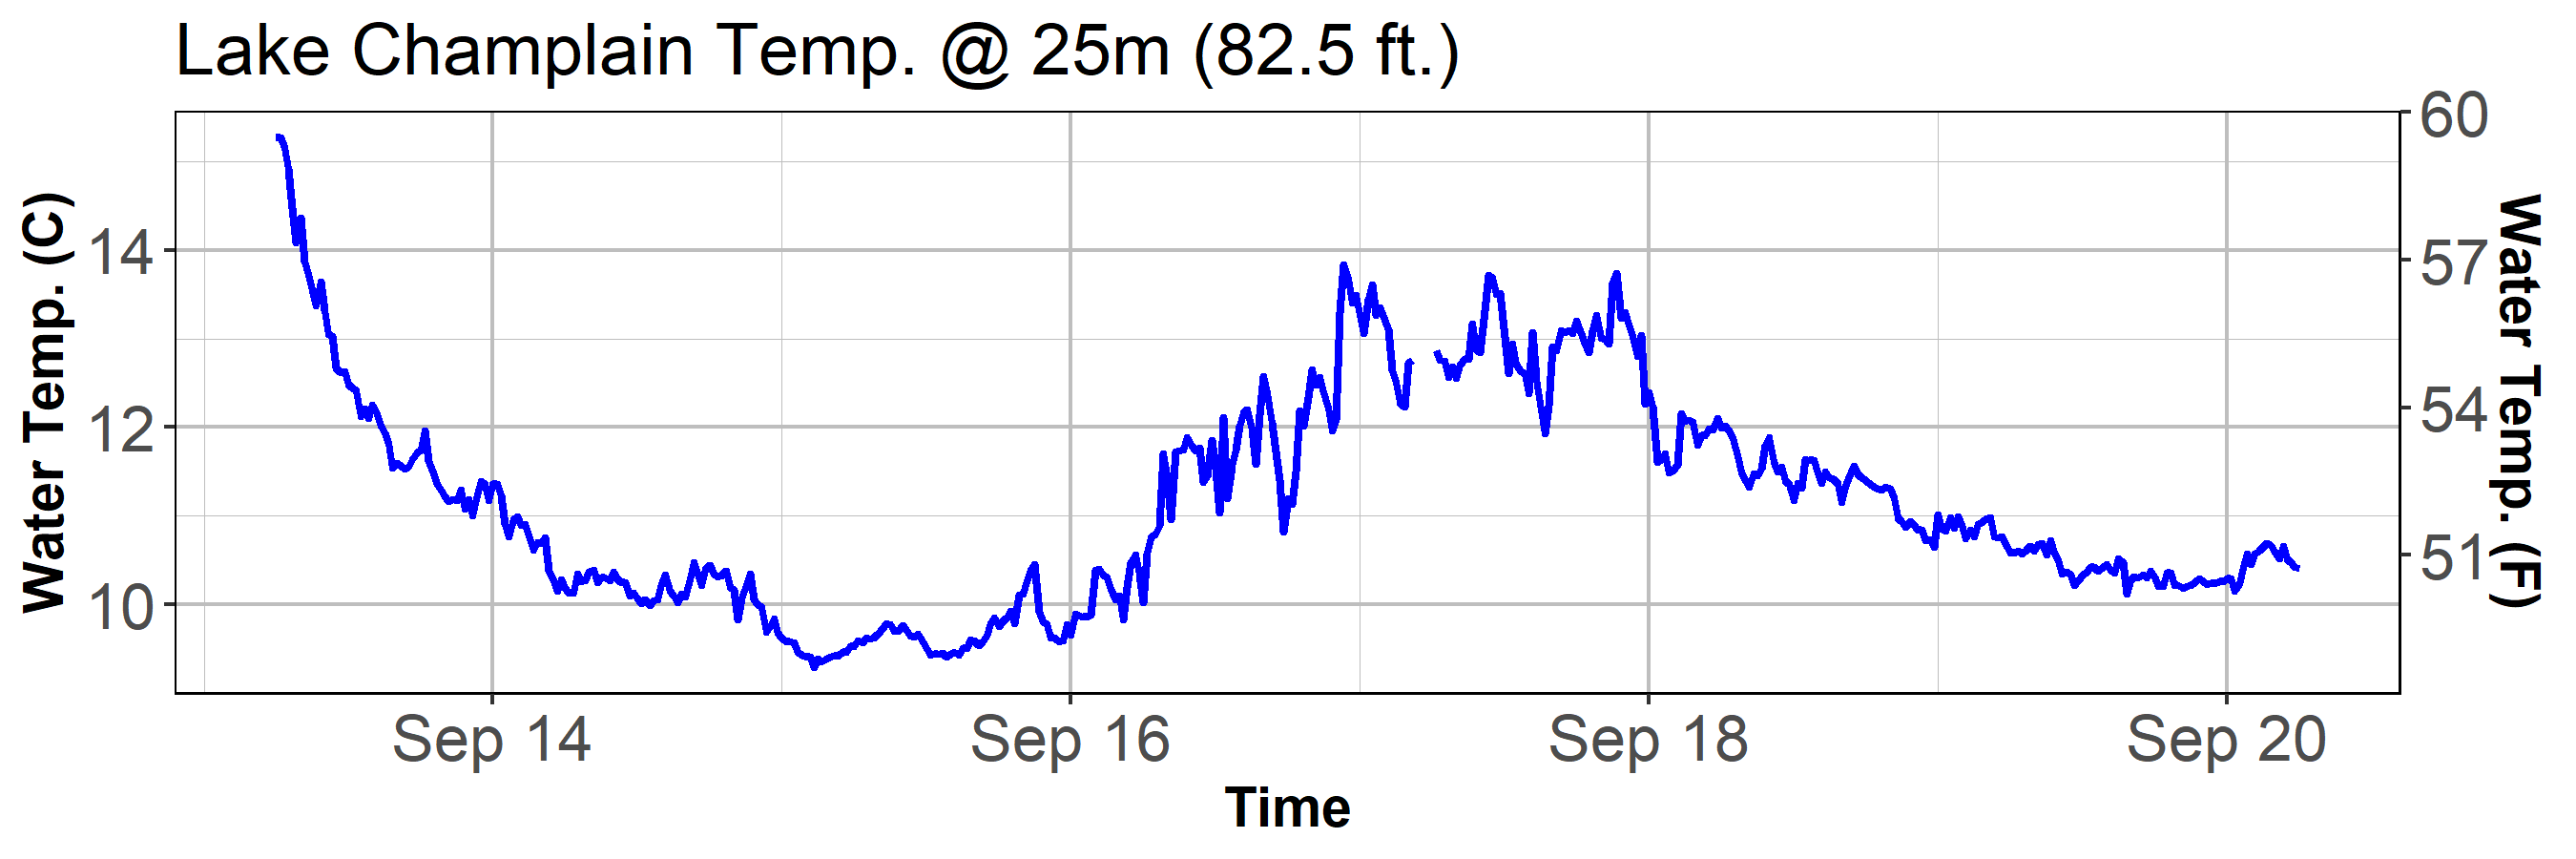 Lake Champlain Temp. @ 25m (82.5 ft.)
Water Temp. (C)
14
12
10
60
57
54
51
Water Temp. (F)
Sep 14
Sep 16
Sep 18
Sep 20
Time